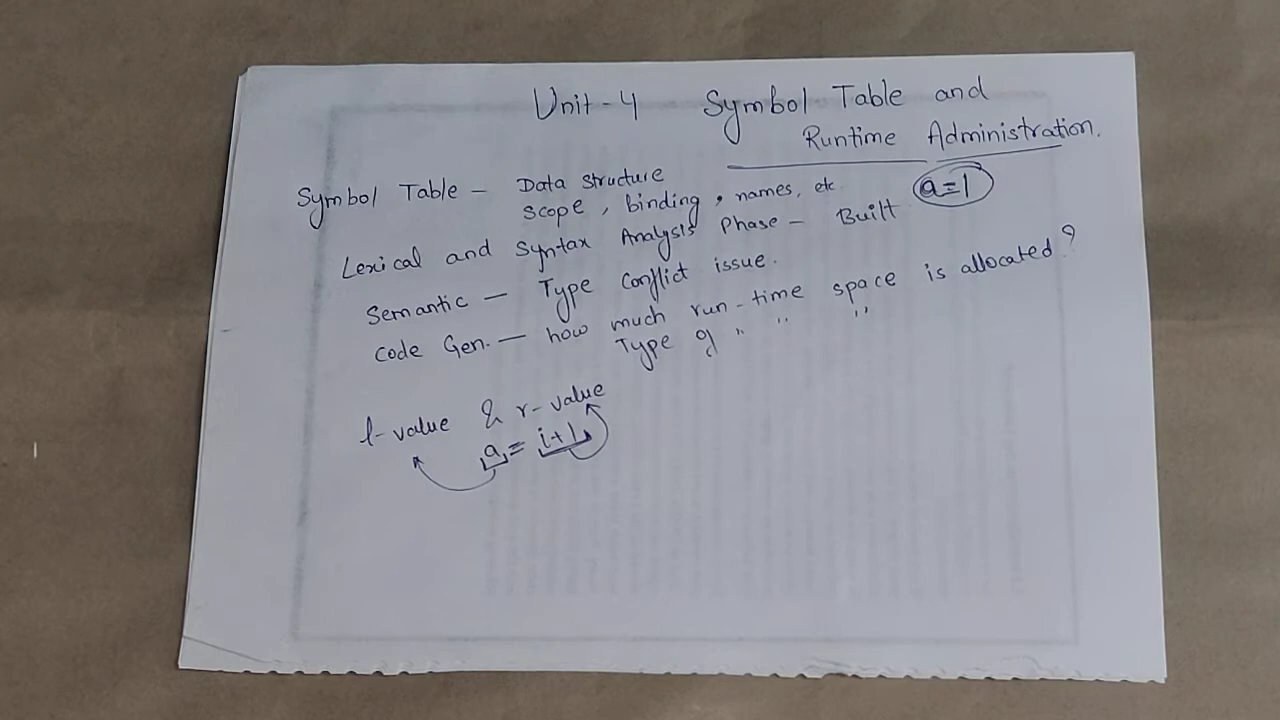 Unit-4 Symbol Table and
Runtime Administration.
Symbol Table - Data Structure
Scope, binding, names, etc. a=1
Lexical and Syntax Analysis Phase - Built
Semantic - Type Conflict issue.
Code Gen. - how much run-time space is allocated?
Type of " " "
l-value & r-value
a = i+1